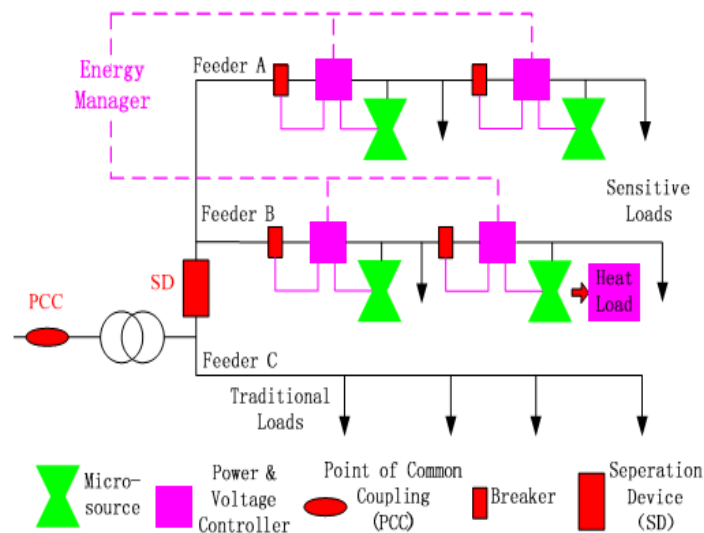 Energy
Manager
Feeder A
Sensitive
Loads
Feeder B
SD
PCC
Heat
Load
Feeder C
Traditional
Loads
Micro-
source
Power &
Voltage
Controller
Point of Common
Coupling
(PCC)
Breaker
Seperation
Device
(SD)